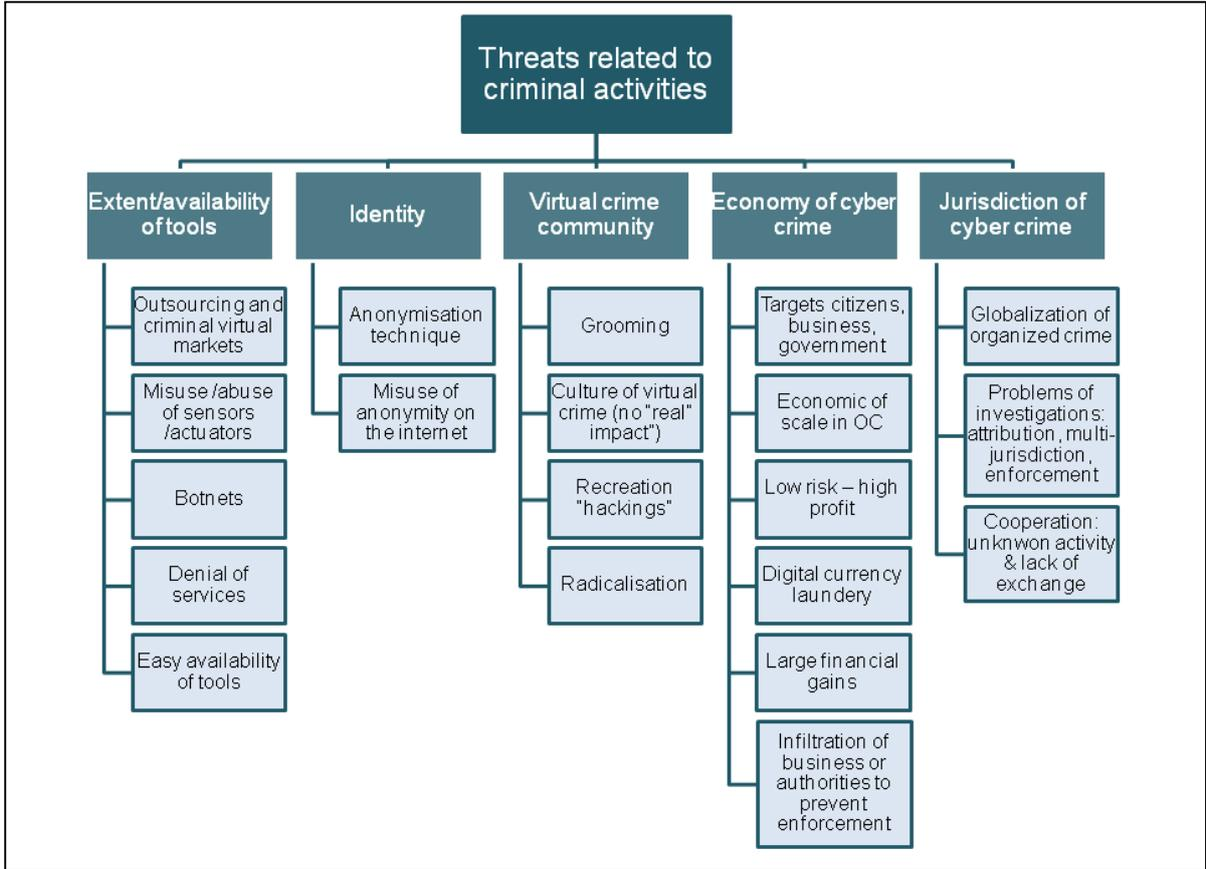 Threats related to
criminal activities
Extent/availability
of tools
Outsourcing and
criminal virtual
markets
Misuse /abuse
of sensors
/actuators
Botnets
Denial of
services
Easy availability
of tools
Identity
Anonymisation
technique
Misuse of
anonymity on
the internet
Virtual crime
community
Grooming
Culture of virtual
crime (no "real"
impact")
Recreation
"hackings"
Radicalisation
Economy of cyber
crime
Targets citizens,
business,
government
Economic of
scale in OC
Low risk – high
profit
Digital currency
laundery
Large financial
gains
Infiltration of
business or
authorities to
prevent
enforcement
Jurisdiction of
cyber crime
Globalization of
organized crime
Problems of
investigations:
attribution, multi-
jurisdiction,
enforcement
Cooperation:
unknwon activity
& lack of
exchange